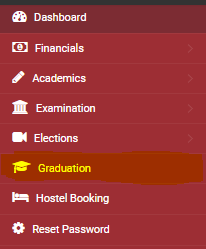 Dashboard
Financials
Academics
Examination
Elections
Graduation
Hostel Booking
Reset Password